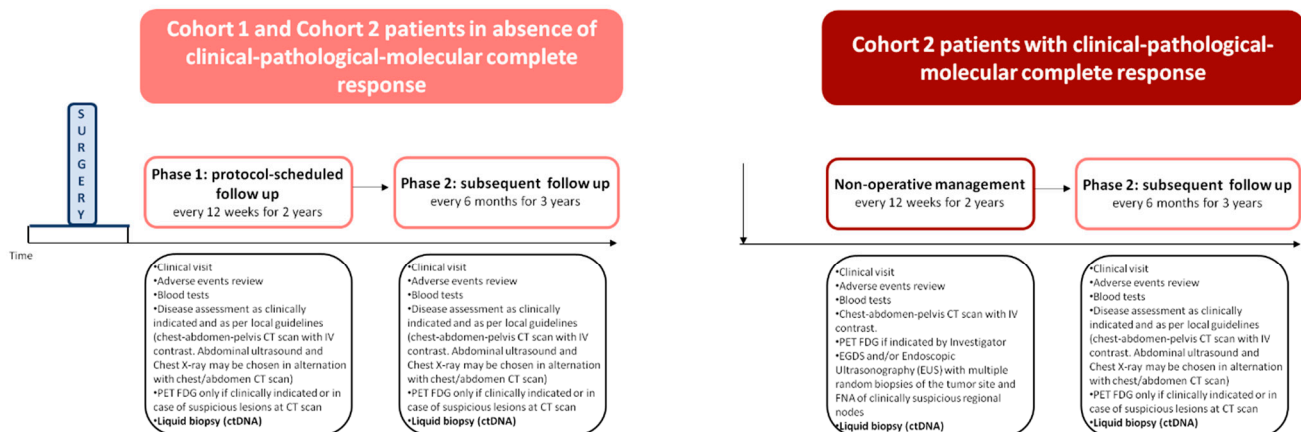 Cohort 1 and Cohort 2 patients in absence of
clinical-pathological-molecular complete
response
SURGERY
Phase 1: protocol-scheduled
follow up
every 12 weeks for 2 years
Phase 2: subsequent follow up
every 6 months for 3 years
Time
•Clinical visit
•Adverse events review
•Blood tests
•Disease assessment as clinically
indicated and as per local guidelines
(chest-abdomen-pelvis CT scan with IV
contrast. Abdominal ultrasound and
Chest X-ray may be chosen in alternation
with chest/abdomen CT scan)
•PET FDG only if clinically indicated or in
case of suspicious lesions at CT scan
•Liquid biopsy (ctDNA)
•Clinical visit
•Adverse events review
•Blood tests
•Disease assessment as clinically
indicated and as per local guidelines
(chest-abdomen-pelvis CT scan with IV
contrast. Abdominal ultrasound and
Chest X-ray may be chosen in alternation
with chest/abdomen CT scan)
•PET FDG only if clinically indicated or in
case of suspicious lesions at CT scan
•Liquid biopsy (ctDNA)
Cohort 2 patients with clinical-pathological-
molecular complete response
Non-operative management
every 12 weeks for 2 years
Phase 2: subsequent follow up
every 6 months for 3 years
•Clinical visit
•Adverse events review
•Blood tests
•Chest-abdomen-pelvis CT scan with IV
contrast.
•PET FDG if indicated by Investigator
•EGDS and/or Endoscopic
Ultrasonography (EUS) with multiple
random biopsies of the tumor site and
FNA of clinically suspicious regional
nodes
•Liquid biopsy (ctDNA)
•Clinical visit
•Adverse events review
•Blood tests
•Disease assessment as clinically
indicated and as per local guidelines
(chest-abdomen-pelvis CT scan with IV
contrast. Abdominal ultrasound and
Chest X-ray may be chosen in alternation
with chest/abdomen CT scan)
•PET FDG only if clinically indicated or in
case of suspicious lesions at CT scan